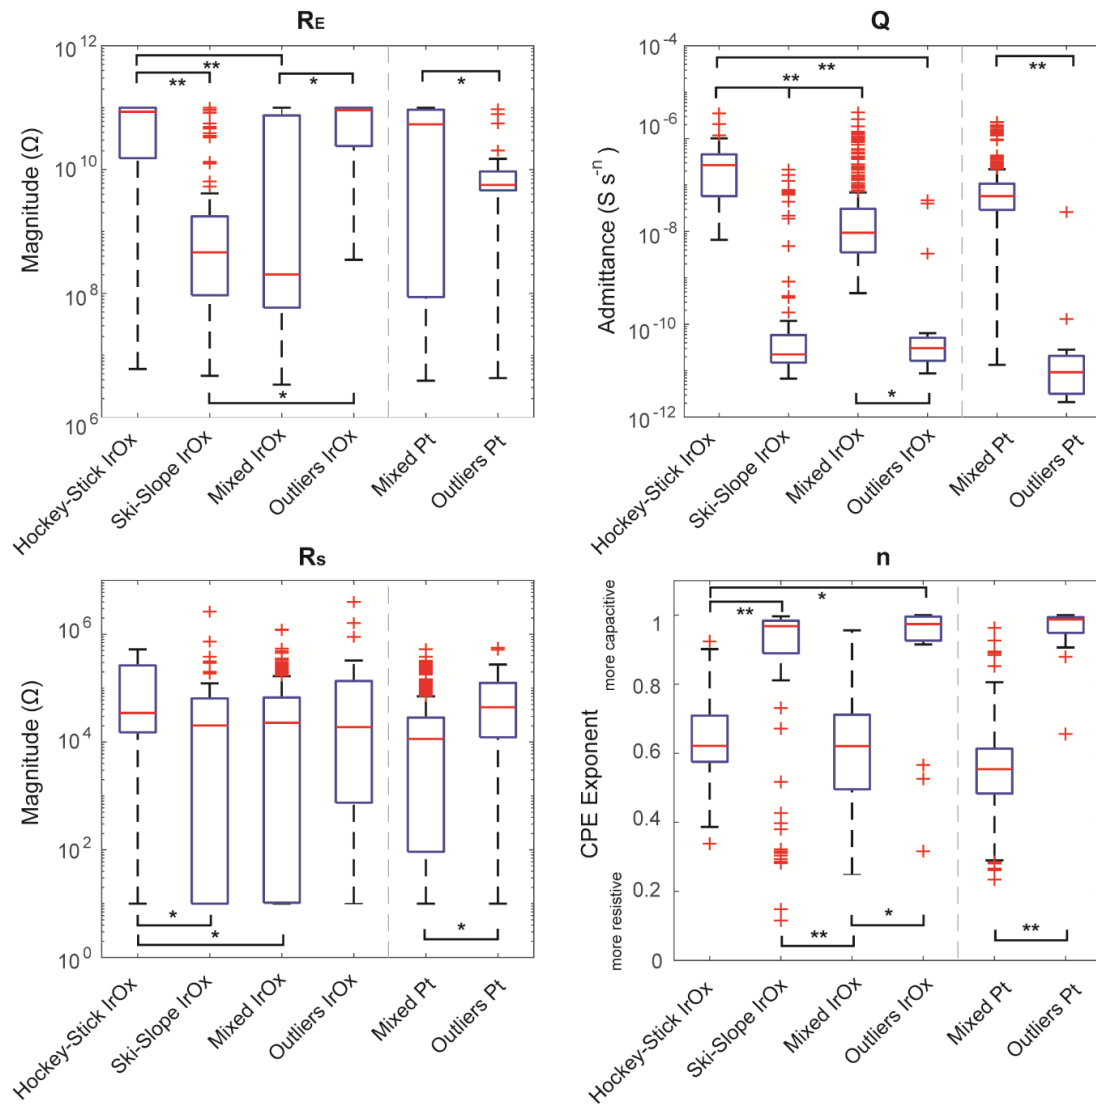 R_E
10^12
10^10
10^8
10^6
Magnitude (Ω)
**
**
*
*
*
Hockey-Stick IrOx
Ski-Slope IrOx
Mixed IrOx
Outliers IrOx
Mixed Pt
Outliers Pt
Q
10^-4
10^-6
10^-8
10^-10
10^-12
Admittance (S s^-n)
**
**
**
*
Hockey-Stick IrOx
Ski-Slope IrOx
Mixed IrOx
Outliers IrOx
Mixed Pt
Outliers Pt
R_s
10^6
10^4
10^2
10^0
Magnitude (Ω)
*
*
*
Hockey-Stick IrOx
Ski-Slope IrOx
Mixed IrOx
Outliers IrOx
Mixed Pt
Outliers Pt
n
1
0.8
0.6
0.4
0.2
0
CPE Exponent
more capacitive
more resistive
*
**
*
**
**
Hockey-Stick IrOx
Ski-Slope IrOx
Mixed IrOx
Outliers IrOx
Mixed Pt
Outliers Pt